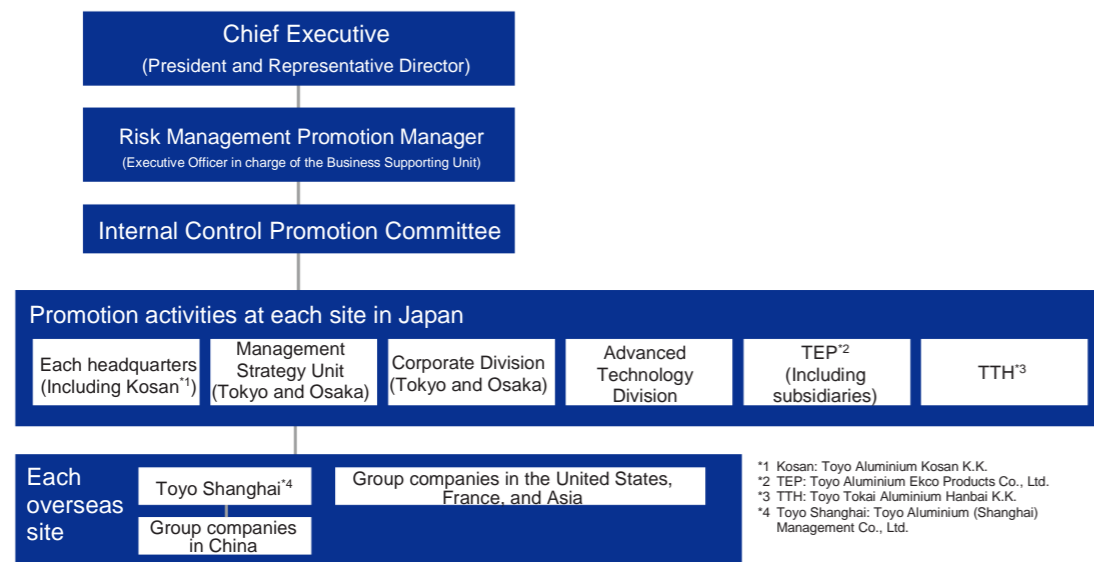 Chief Executive
(President and Representative Director)
Risk Management Promotion Manager
(Executive Officer in charge of the Business Supporting Unit)
Internal Control Promotion Committee
Promotion activities at each site in Japan
Each headquarters
(Including Kosan*1)
Management
Strategy Unit
(Tokyo and Osaka)
Corporate Division
(Tokyo and Osaka)
Advanced
Technology
Division
TEP*2
(Including
subsidiaries)
TTH*3
Each
overseas
site
Toyo Shanghai*4
Group companies
in China
Group companies in the United States,
France, and Asia
*1 Kosan: Toyo Aluminium Kosan K.K.
*2 TEP: Toyo Aluminium Ekco Products Co., Ltd.
*3 TTH: Toyo Tokai Aluminium Hanbai K.K.
*4 Toyo Shanghai: Toyo Aluminium (Shanghai)
Management Co., Ltd.